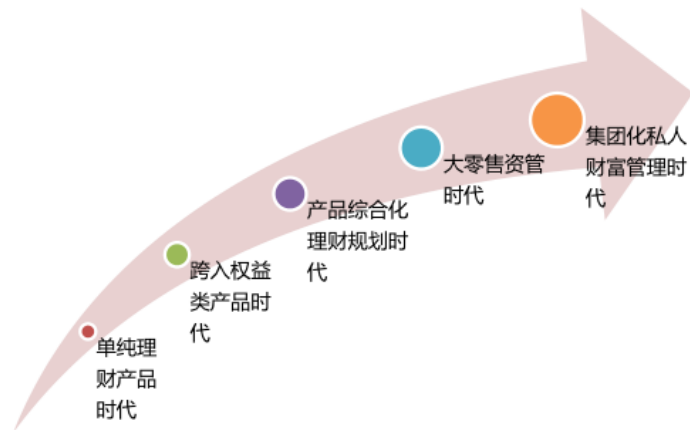 单纯理
财产品
时代
跨入权益
类产品时
代
产品综合化
理财规划时
代
大零售资管
时代
集团化私人
财富管理时
代